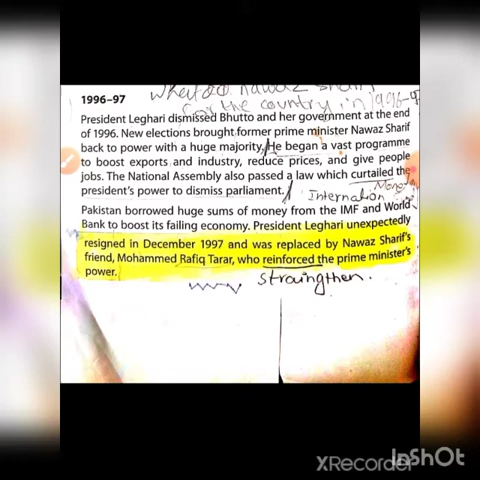 What did Nawaz Shari
for the country in 1996-9
1996–97
President Leghari dismissed Bhutto and her government at the end
of 1996. New elections brought former prime minister Nawaz Sharif
back to power with a huge majority. He began a vast programme
to boost exports and industry, reduce prices, and give people
jobs. The National Assembly also passed a law which curtailed the
president's power to dismiss parliament.
Internation
Pakistan borrowed huge sums of money from the IMF and World
Bank to boost its failing economy. President Leghari unexpectedly
resigned in December 1997 and was replaced by Nawaz Sharif's
friend, Mohammed Rafiq Tarar, who reinforced the prime minister's
power.
straingthen.
XRecorder
InShOt